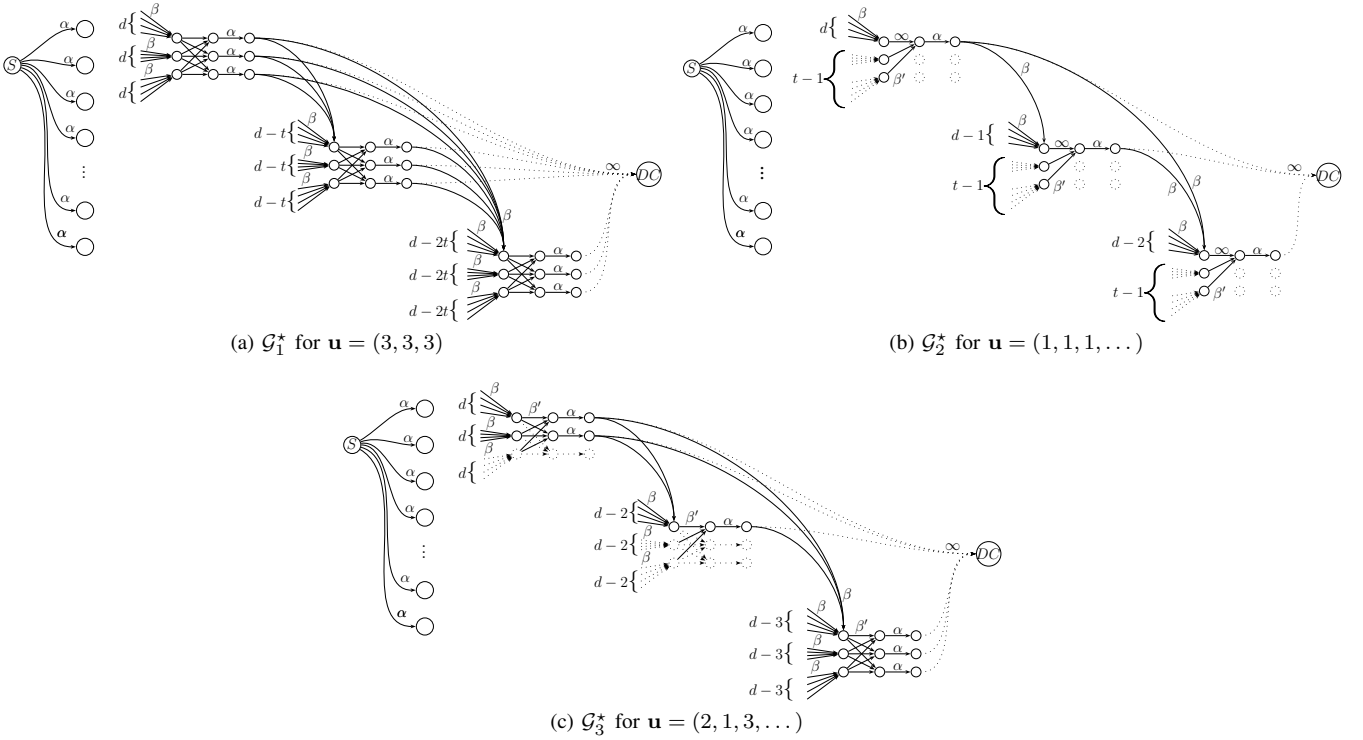 S
α
α
α
α
α
⋮
α
α
d{
d{
d{
β
β
β
α
α
α
d − t{
d − t{
d − t{
β
β
β
α
α
α
β
d − 2t{
d − 2t{
d − 2t{
β
β
β
α
α
α
∞
DC
(a) 𝒢₁⋆ for u = (3, 3, 3)
S
α
α
α
α
⋮
α
α
d{
β
∞
α
t − 1{
β′
β
d − 1{
β
∞
α
t − 1{
β′
β
β
d − 2{
β
∞
α
t − 1{
β′
∞
DC
(b) 𝒢₂⋆ for u = (1, 1, 1, . . . )
S
α
α
α
α
⋮
α
α
d{
d{
d{
β
β
β
β′
α
α
d − 2{
d − 2{
d − 2{
β
β
β
β′
α
β
d − 3{
d − 3{
d − 3{
β
β
β
β′
α
α
α
∞
DC
(c) 𝒢₃⋆ for u = (2, 1, 3, . . . )